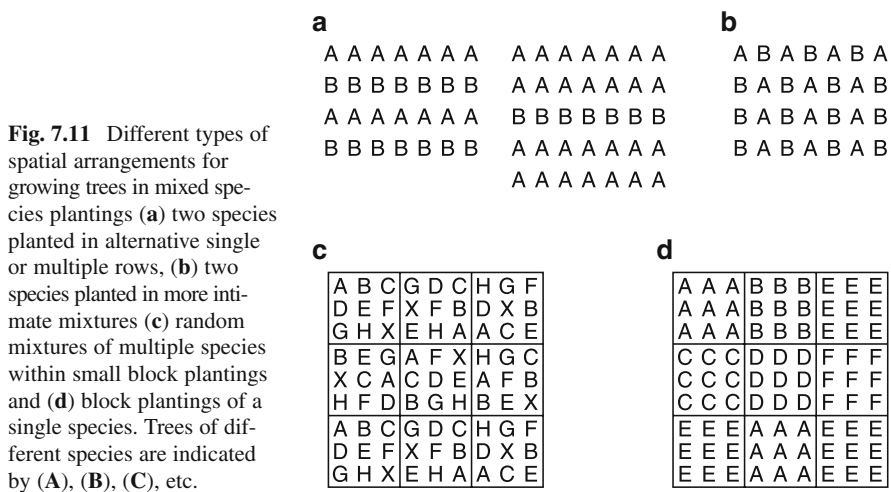 Fig. 7.11 Different types of
spatial arrangements for
growing trees in mixed spe-
cies plantings (a) two species
planted in alternative single
or multiple rows, (b) two
species planted in more inti-
mate mixtures (c) random
mixtures of multiple species
within small block plantings
and (d) block plantings of a
single species. Trees of dif-
ferent species are indicated
by (A), (B), (C), etc.
a
A A A A A A A
B B B B B B B
A A A A A A A
B B B B B B B
A A A A A A A
A A A A A A A
B B B B B B B
A A A A A A A
A A A A A A A
b
A B A B A B A
B A B A B A B
B A B A B A B
B A B A B A B
c
A B C G D C H G F
D E F X F B D X B
G H X E H A A C E
B E G A F X H G C
X C A C D E A F B
H F D B G H B E X
A B C G D C H G F
D E F X F B D X B
G H X E H A A C E
d
A A A B B B E E E
A A A B B B E E E
A A A B B B E E E
C C C D D D F F F
C C C D D D F F F
C C C D D D F F F
E E E A A A E E E
E E E A A A E E E
E E E A A A E E E